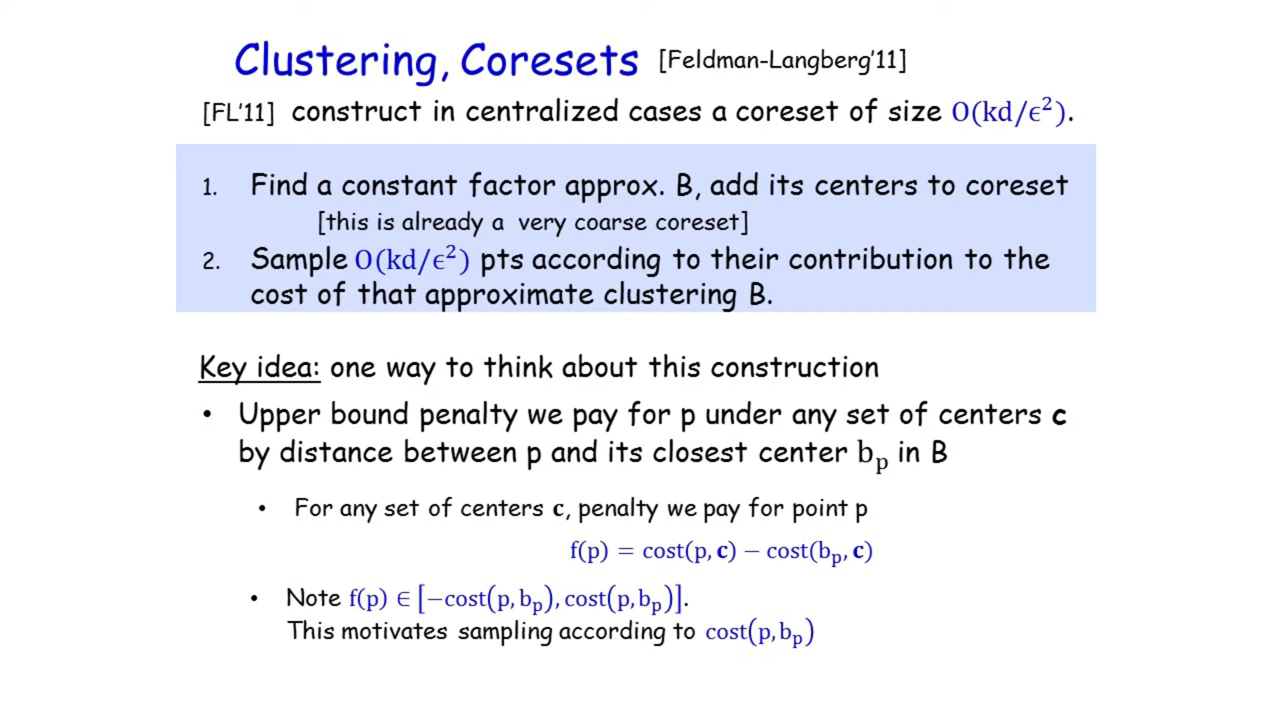 Clustering, Coresets [Feldman-Langberg'11]
[FL'11] construct in centralized cases a coreset of size O(kd/ϵ²).
1. Find a constant factor approx. B, add its centers to coreset
[this is already a very coarse coreset]
2. Sample O(kd/ϵ²) pts according to their contribution to the
cost of that approximate clustering B.
Key idea: one way to think about this construction
• Upper bound penalty we pay for p under any set of centers c
by distance between p and its closest center bₚ in B
• For any set of centers c, penalty we pay for point p
f(p) = cost(p, c) − cost(bₚ, c)
• Note f(p) ∈ [−cost(p, bₚ), cost(p, bₚ)].
This motivates sampling according to cost(p, bₚ)